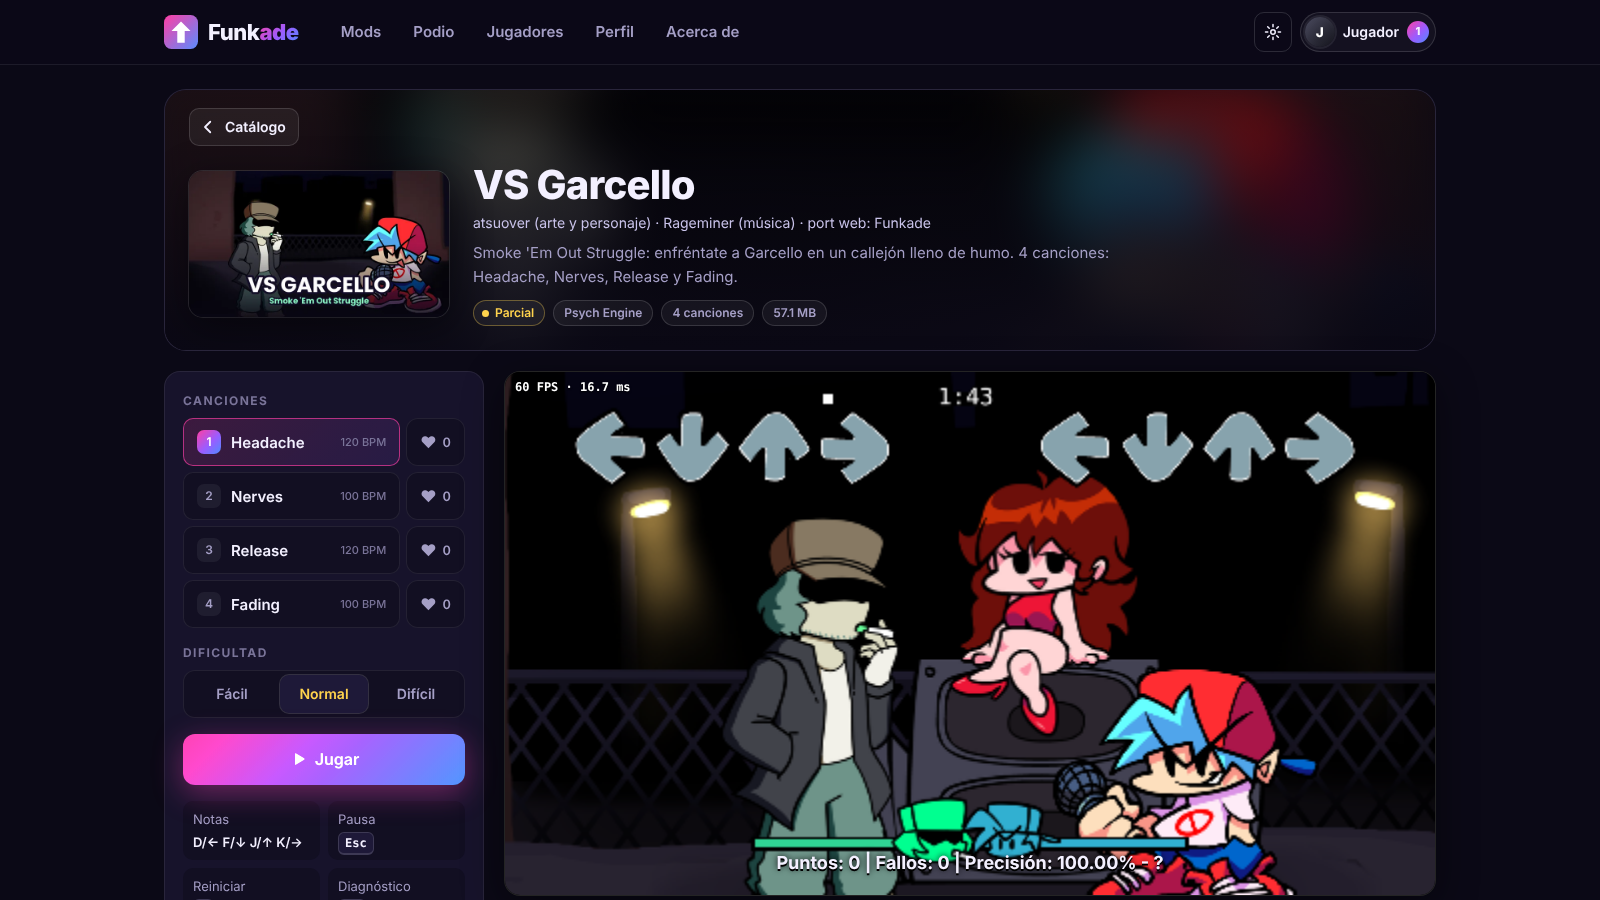 Funkade
Mods
Podio
Jugadores
Perfil
Acerca de
J
Jugador
1
Catálogo
VS GARCELLO
Smoke 'Em Out Struggle
VS Garcello
atsuover (arte y personaje) · Rageminer (música) · port web: Funkade
Smoke 'Em Out Struggle: enfréntate a Garcello en un callejón lleno de humo. 4 canciones:
Headache, Nerves, Release y Fading.
Parcial
Psych Engine
4 canciones
57.1 MB
CANCIONES
1 Headache 120 BPM 0
2 Nerves 100 BPM 0
3 Release 120 BPM 0
4 Fading 100 BPM 0
DIFICULTAD
Fácil
Normal
Difícil
Jugar
Notas
D/← F/↓ J/↑ K/→
Pausa
Esc
Reiniciar
Diagnóstico
60 FPS · 16.7 ms
1:43
Puntos: 0 | Fallos: 0 | Precisión: 100.00% - ?